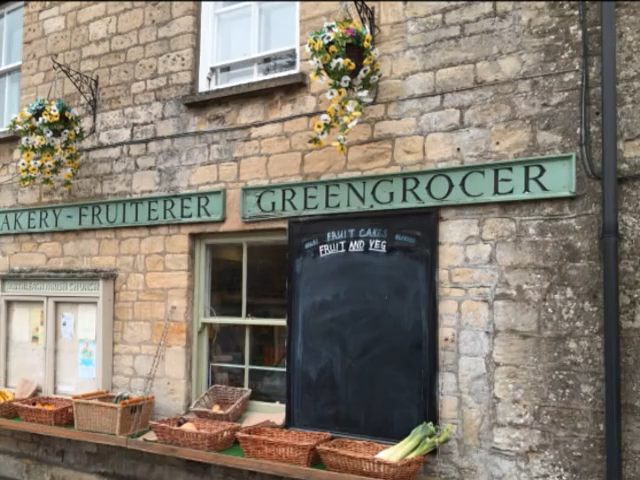 AKERY-FRUITERER
GREENGROCER
FRUIT CAKES
FRUIT AND VEG